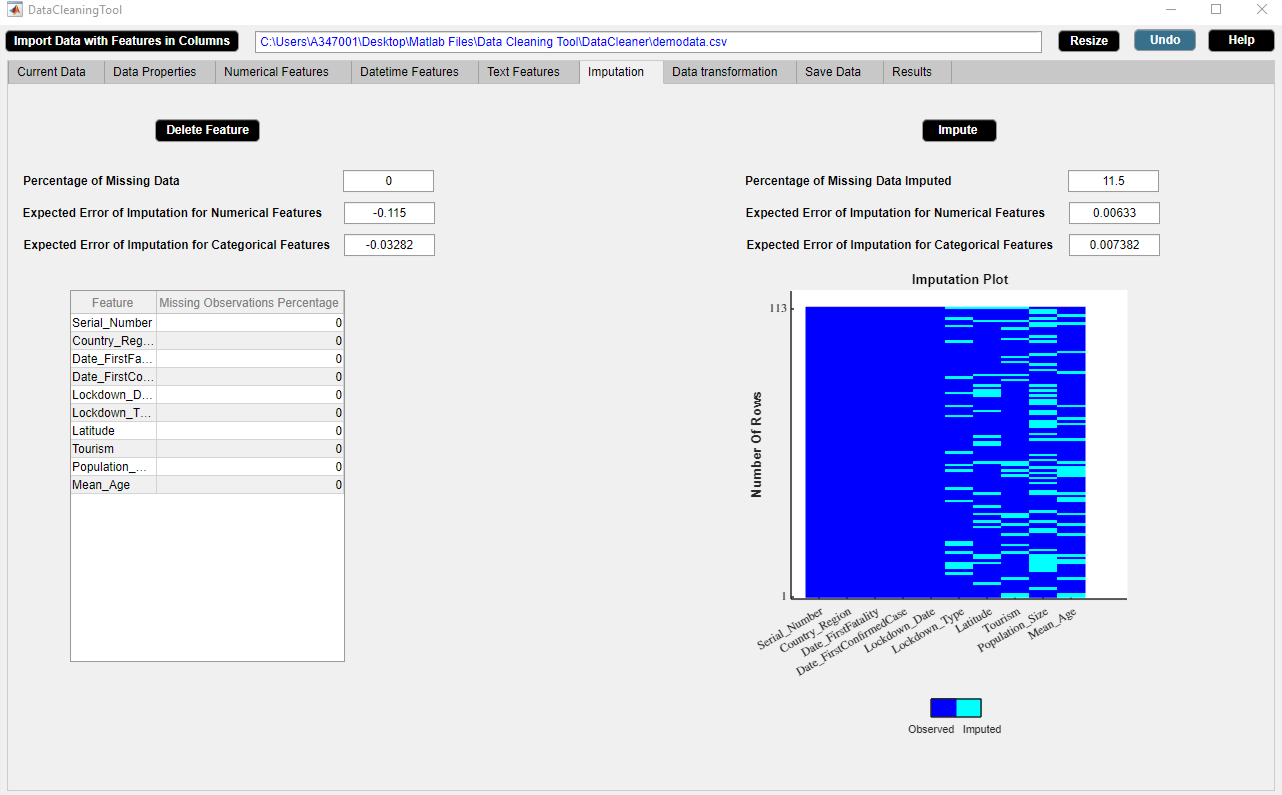 DataCleaningTool
Import Data with Features in Columns C:\Users\A347001\Desktop\Matlab Files\Data Cleaning Tool\DataCleaner\demodata.csv Resize Undo Help
Current Data Data Properties Numerical Features Datetime Features Text Features Imputation Data transformation Save Data Results
Delete Feature
Percentage of Missing Data 0
Expected Error of Imputation for Numerical Features -0.115
Expected Error of Imputation for Categorical Features -0.03282
Feature Missing Observations Percentage
Serial_Number 0
Country_Reg... 0
Date_FirstFa... 0
Date_FirstCo... 0
Lockdown_D... 0
Lockdown_T... 0
Latitude 0
Tourism 0
Population_... 0
Mean_Age 0
Impute
Percentage of Missing Data Imputed 11.5
Expected Error of Imputation for Numerical Features 0.00633
Expected Error of Imputation for Categorical Features 0.007382
Imputation Plot
113
Number Of Rows
1
Serial_Number
Country_Region
Date_FirstFatality
Date_FirstConfirmedCase
Lockdown_Date
Lockdown_Type
Latitude
Tourism
Population_Size
Mean_Age
Observed Imputed